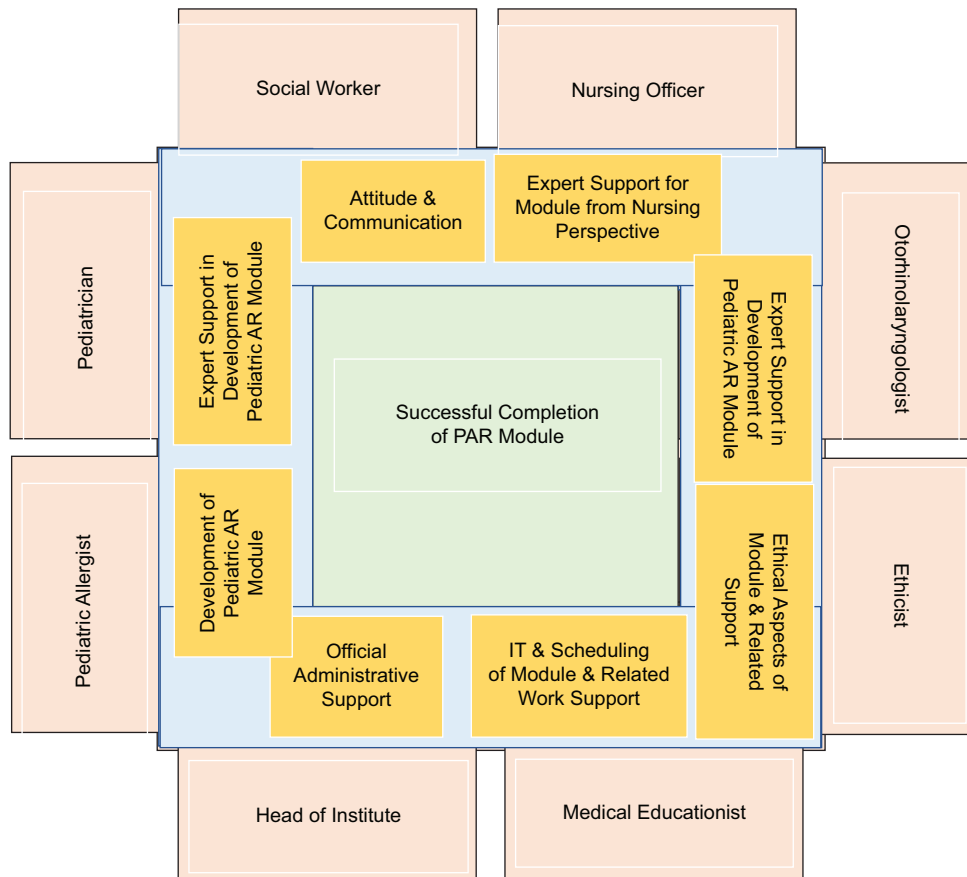 Social Worker
Nursing Officer
Attitude &
Communication
Expert Support for
Module from Nursing
Perspective
Pediatrician
Expert Support in
Development of
Pediatric AR Module
Expert Support in
Development of
Pediatric AR Module
Otorhinolaryngologist
Successful Completion
of PAR Module
Pediatric Allergist
Development of
Pediatric AR
Module
Ethical Aspects of
Module & Related
Support
Ethicist
Official
Administrative
Support
IT & Scheduling
of Module & Related
Work Support
Head of Institute
Medical Educationist